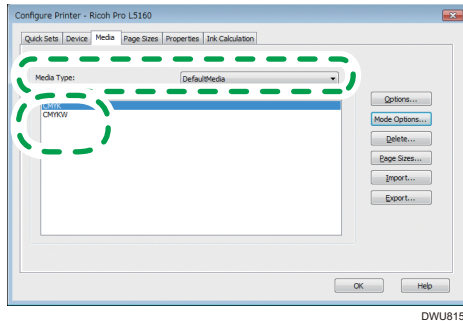 Configure Printer - Ricoh Pro L5160
Quick Sets Device Media Page Sizes Properties Ink Calculation
Media Type: DefaultMedia
CMYK
CMYKW
Options...
Mode Options...
Delete...
Page Sizes...
Import...
Export...
OK Help
DWU815